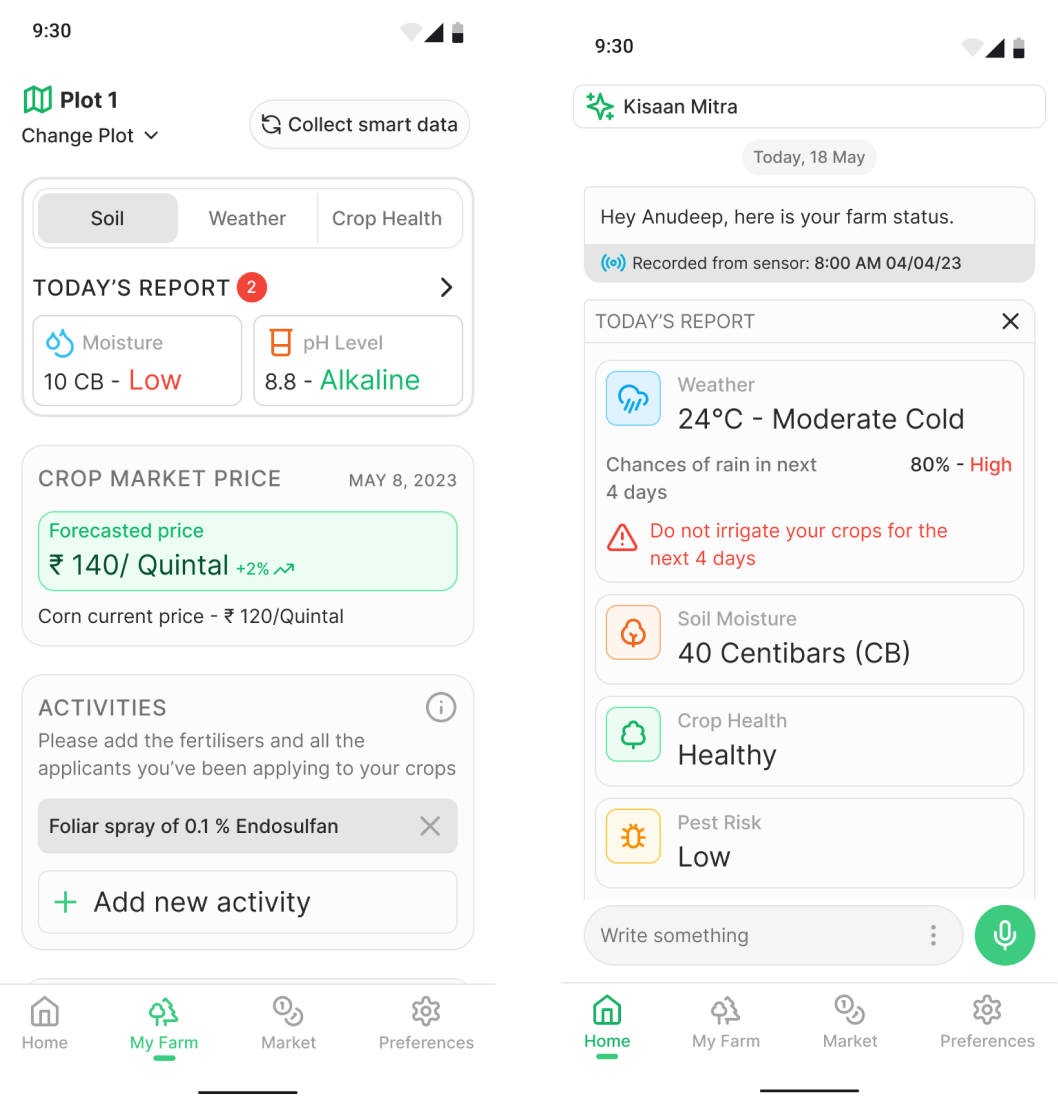 9:30
Plot 1
Change Plot
Collect smart data
Soil
Weather
Crop Health
TODAY'S REPORT 2
Moisture
10 CB - Low
pH Level
8.8 - Alkaline
CROP MARKET PRICE
MAY 8, 2023
Forecasted price
₹ 140/ Quintal +2%
Corn current price - ₹ 120/Quintal
ACTIVITIES
Please add the fertilisers and all the
applicants you've been applying to your crops
Foliar spray of 0.1 % Endosulfan
Add new activity
Home
My Farm
Market
Preferences
9:30
Kisaan Mitra
Today, 18 May
Hey Anudeep, here is your farm status.
Recorded from sensor: 8:00 AM 04/04/23
TODAY'S REPORT
Weather
24°C - Moderate Cold
Chances of rain in next
4 days
80% - High
Do not irrigate your crops for the
next 4 days
Soil Moisture
40 Centibars (CB)
Crop Health
Healthy
Pest Risk
Low
Write something
Home
My Farm
Market
Preferences